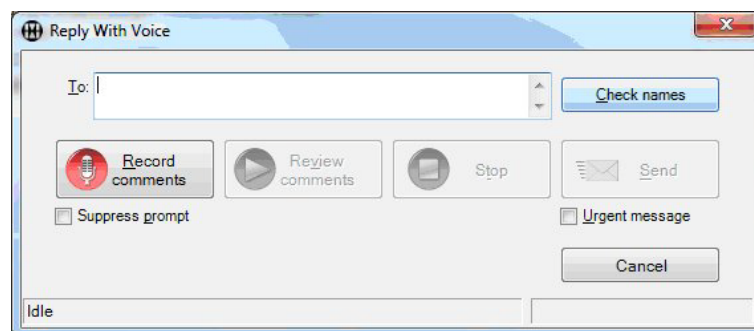 Reply With Voice
To:
Check names
Record
comments
Review
comments
Stop
Send
Suppress prompt
Urgent message
Cancel
Idle